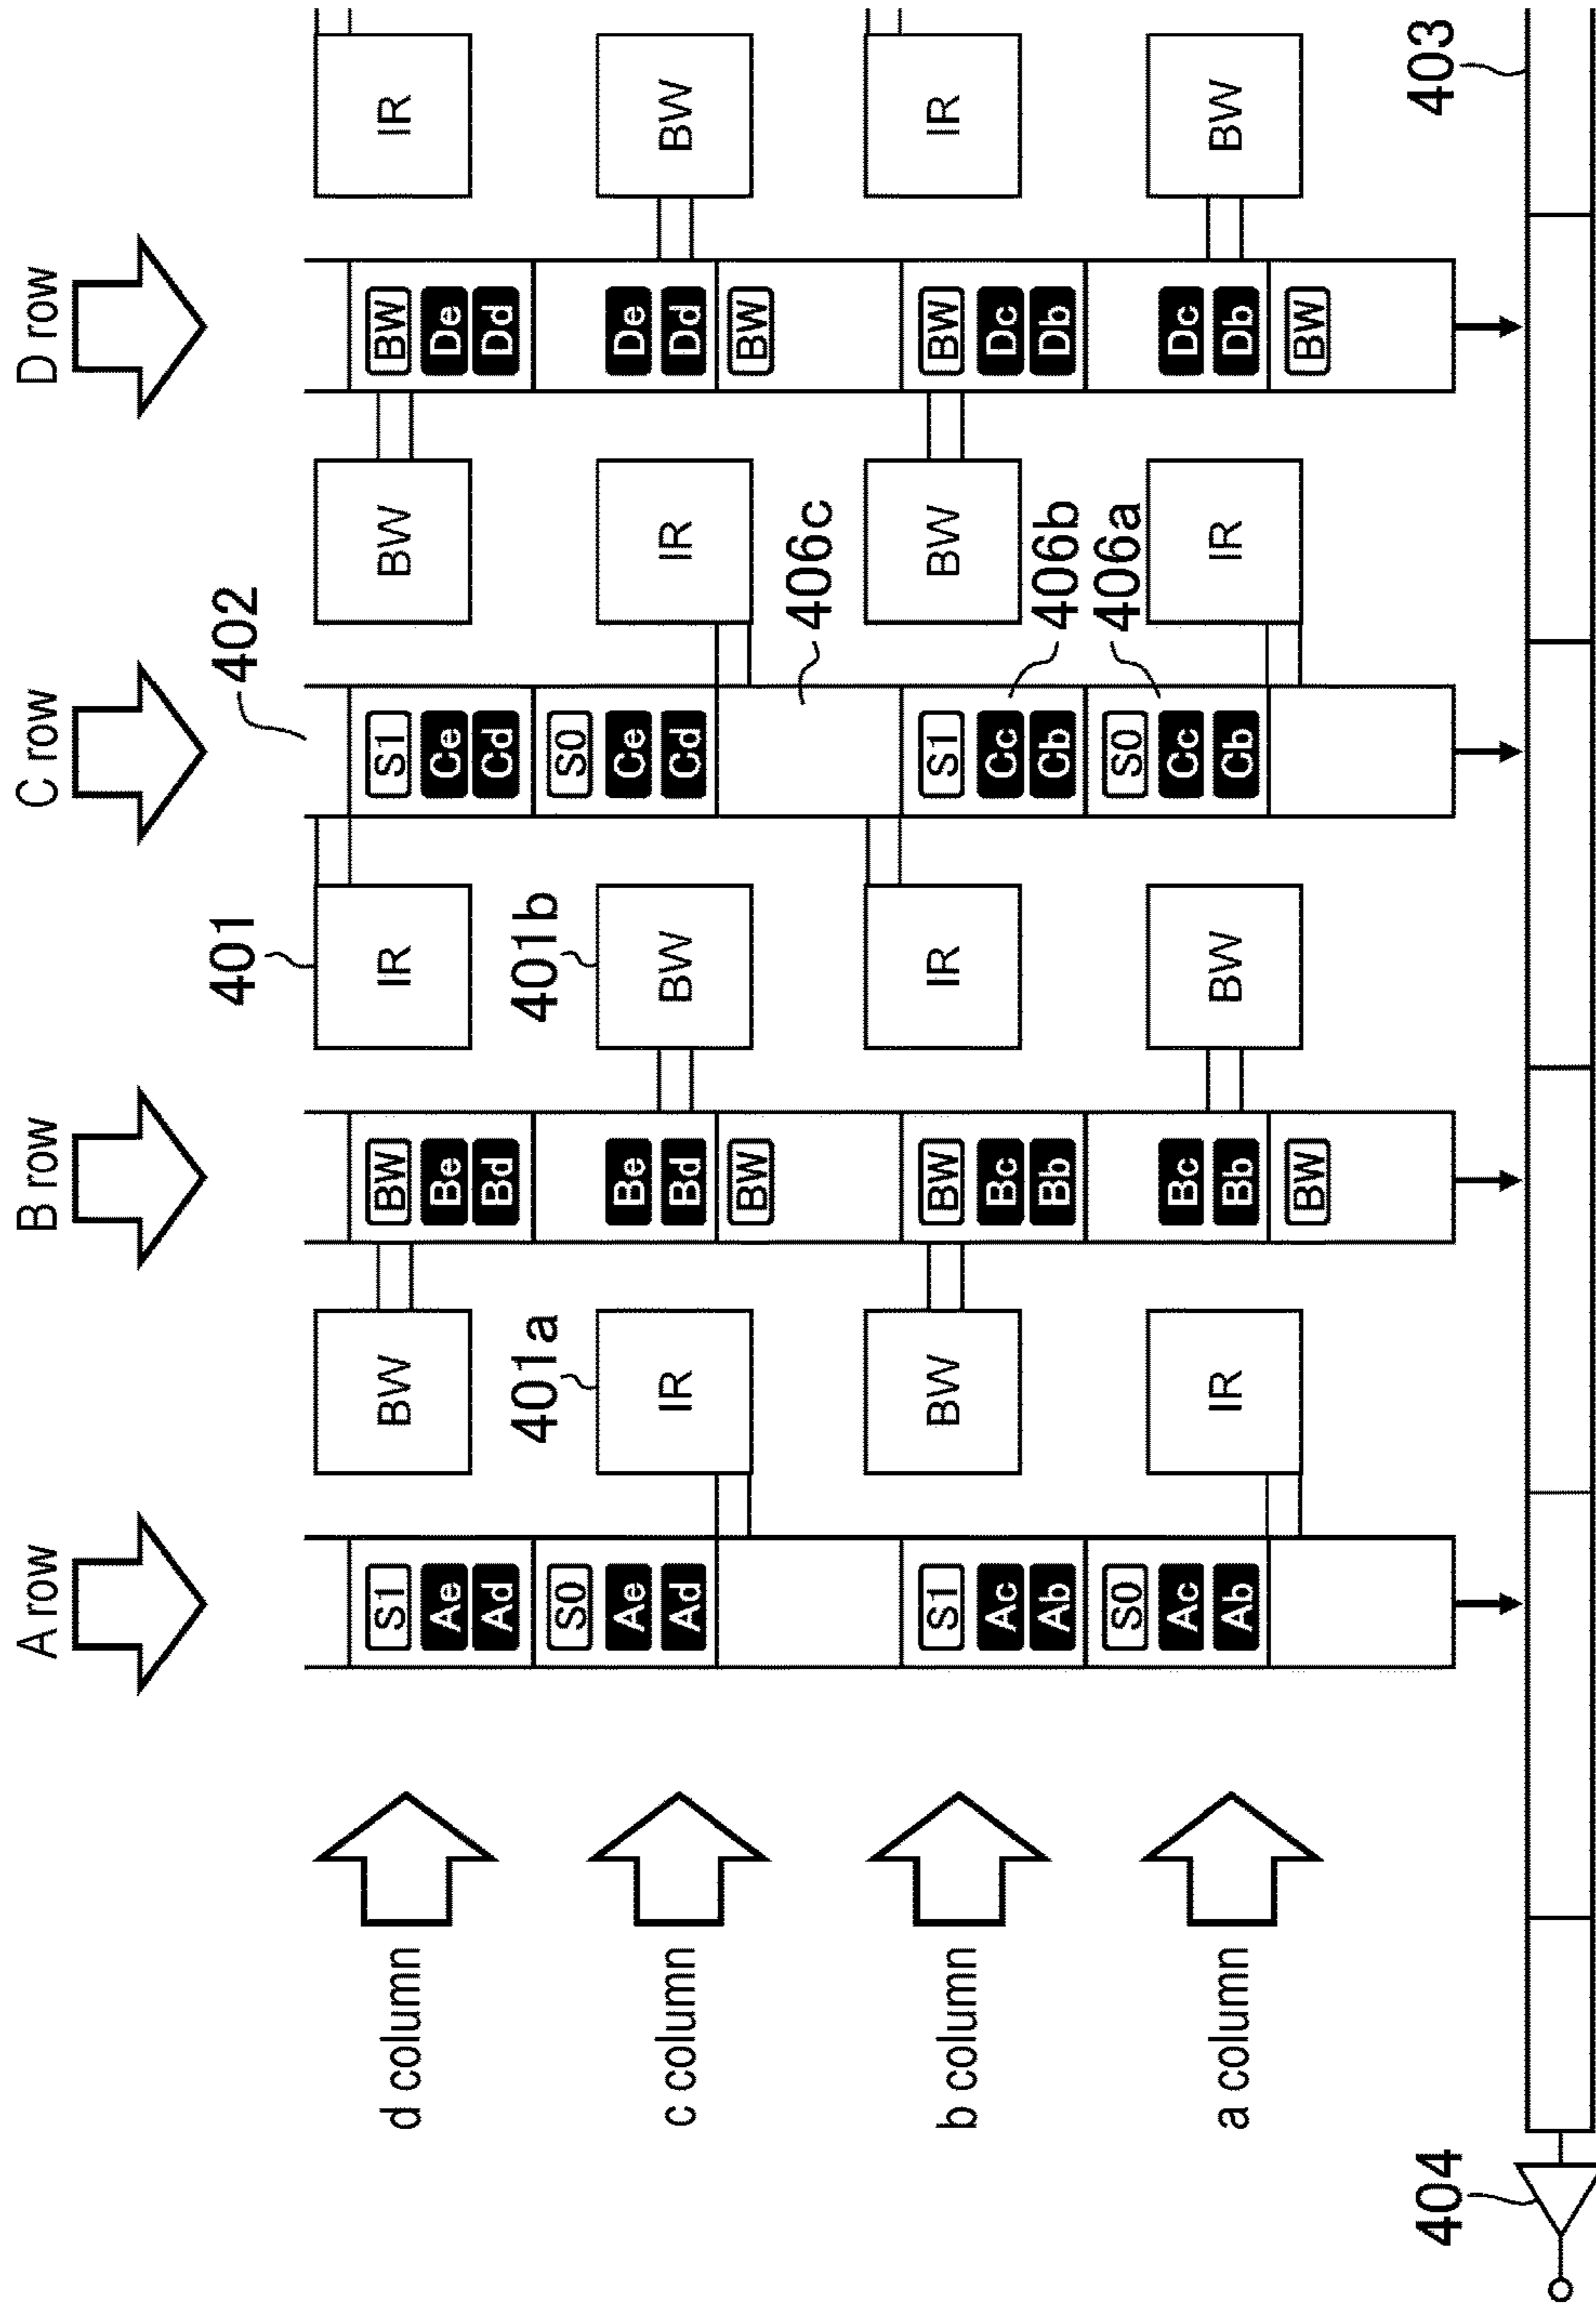 A row
B row
C row
D row
402
401
BW
IR
BW
IR
S1
Ae
Ad
BW
Be
Bd
S1
Ce
Cd
BW
De
Dd
d column
401a
401b
IR
BW
IR
BW
S0
Ae
Ad
Be
Bd
S0
Ce
Cd
De
Dd
c column
BW
BW
406c
BW
IR
BW
IR
S1
Ac
Ab
BW
Bc
Bb
S1
Cc
Cb
BW
Dc
Db
b column
406b
406a
IR
BW
IR
BW
S0
Ac
Ab
Bc
Bb
S0
Cc
Cb
Dc
Db
a column
BW
BW
404
403